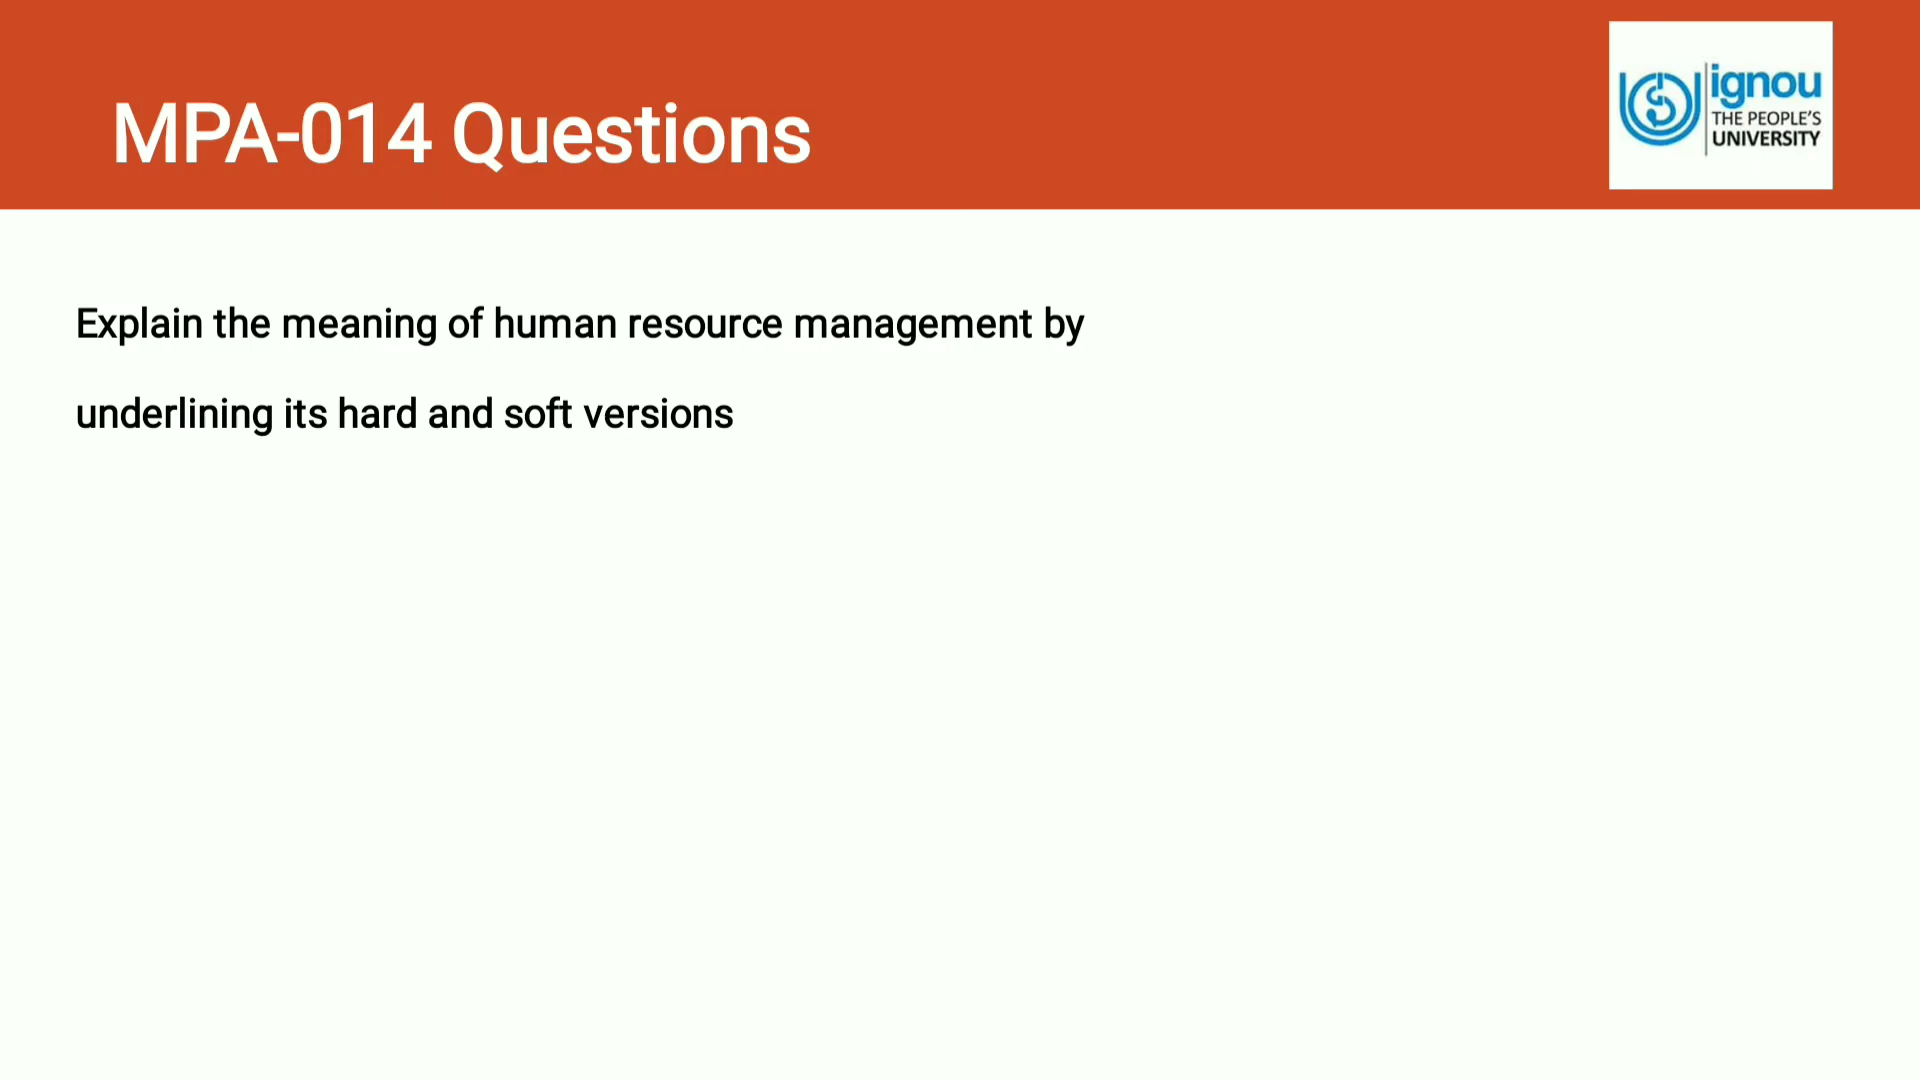 MPA-014 Questions
ignou
THE PEOPLE'S
UNIVERSITY
Explain the meaning of human resource management by
underlining its hard and soft versions